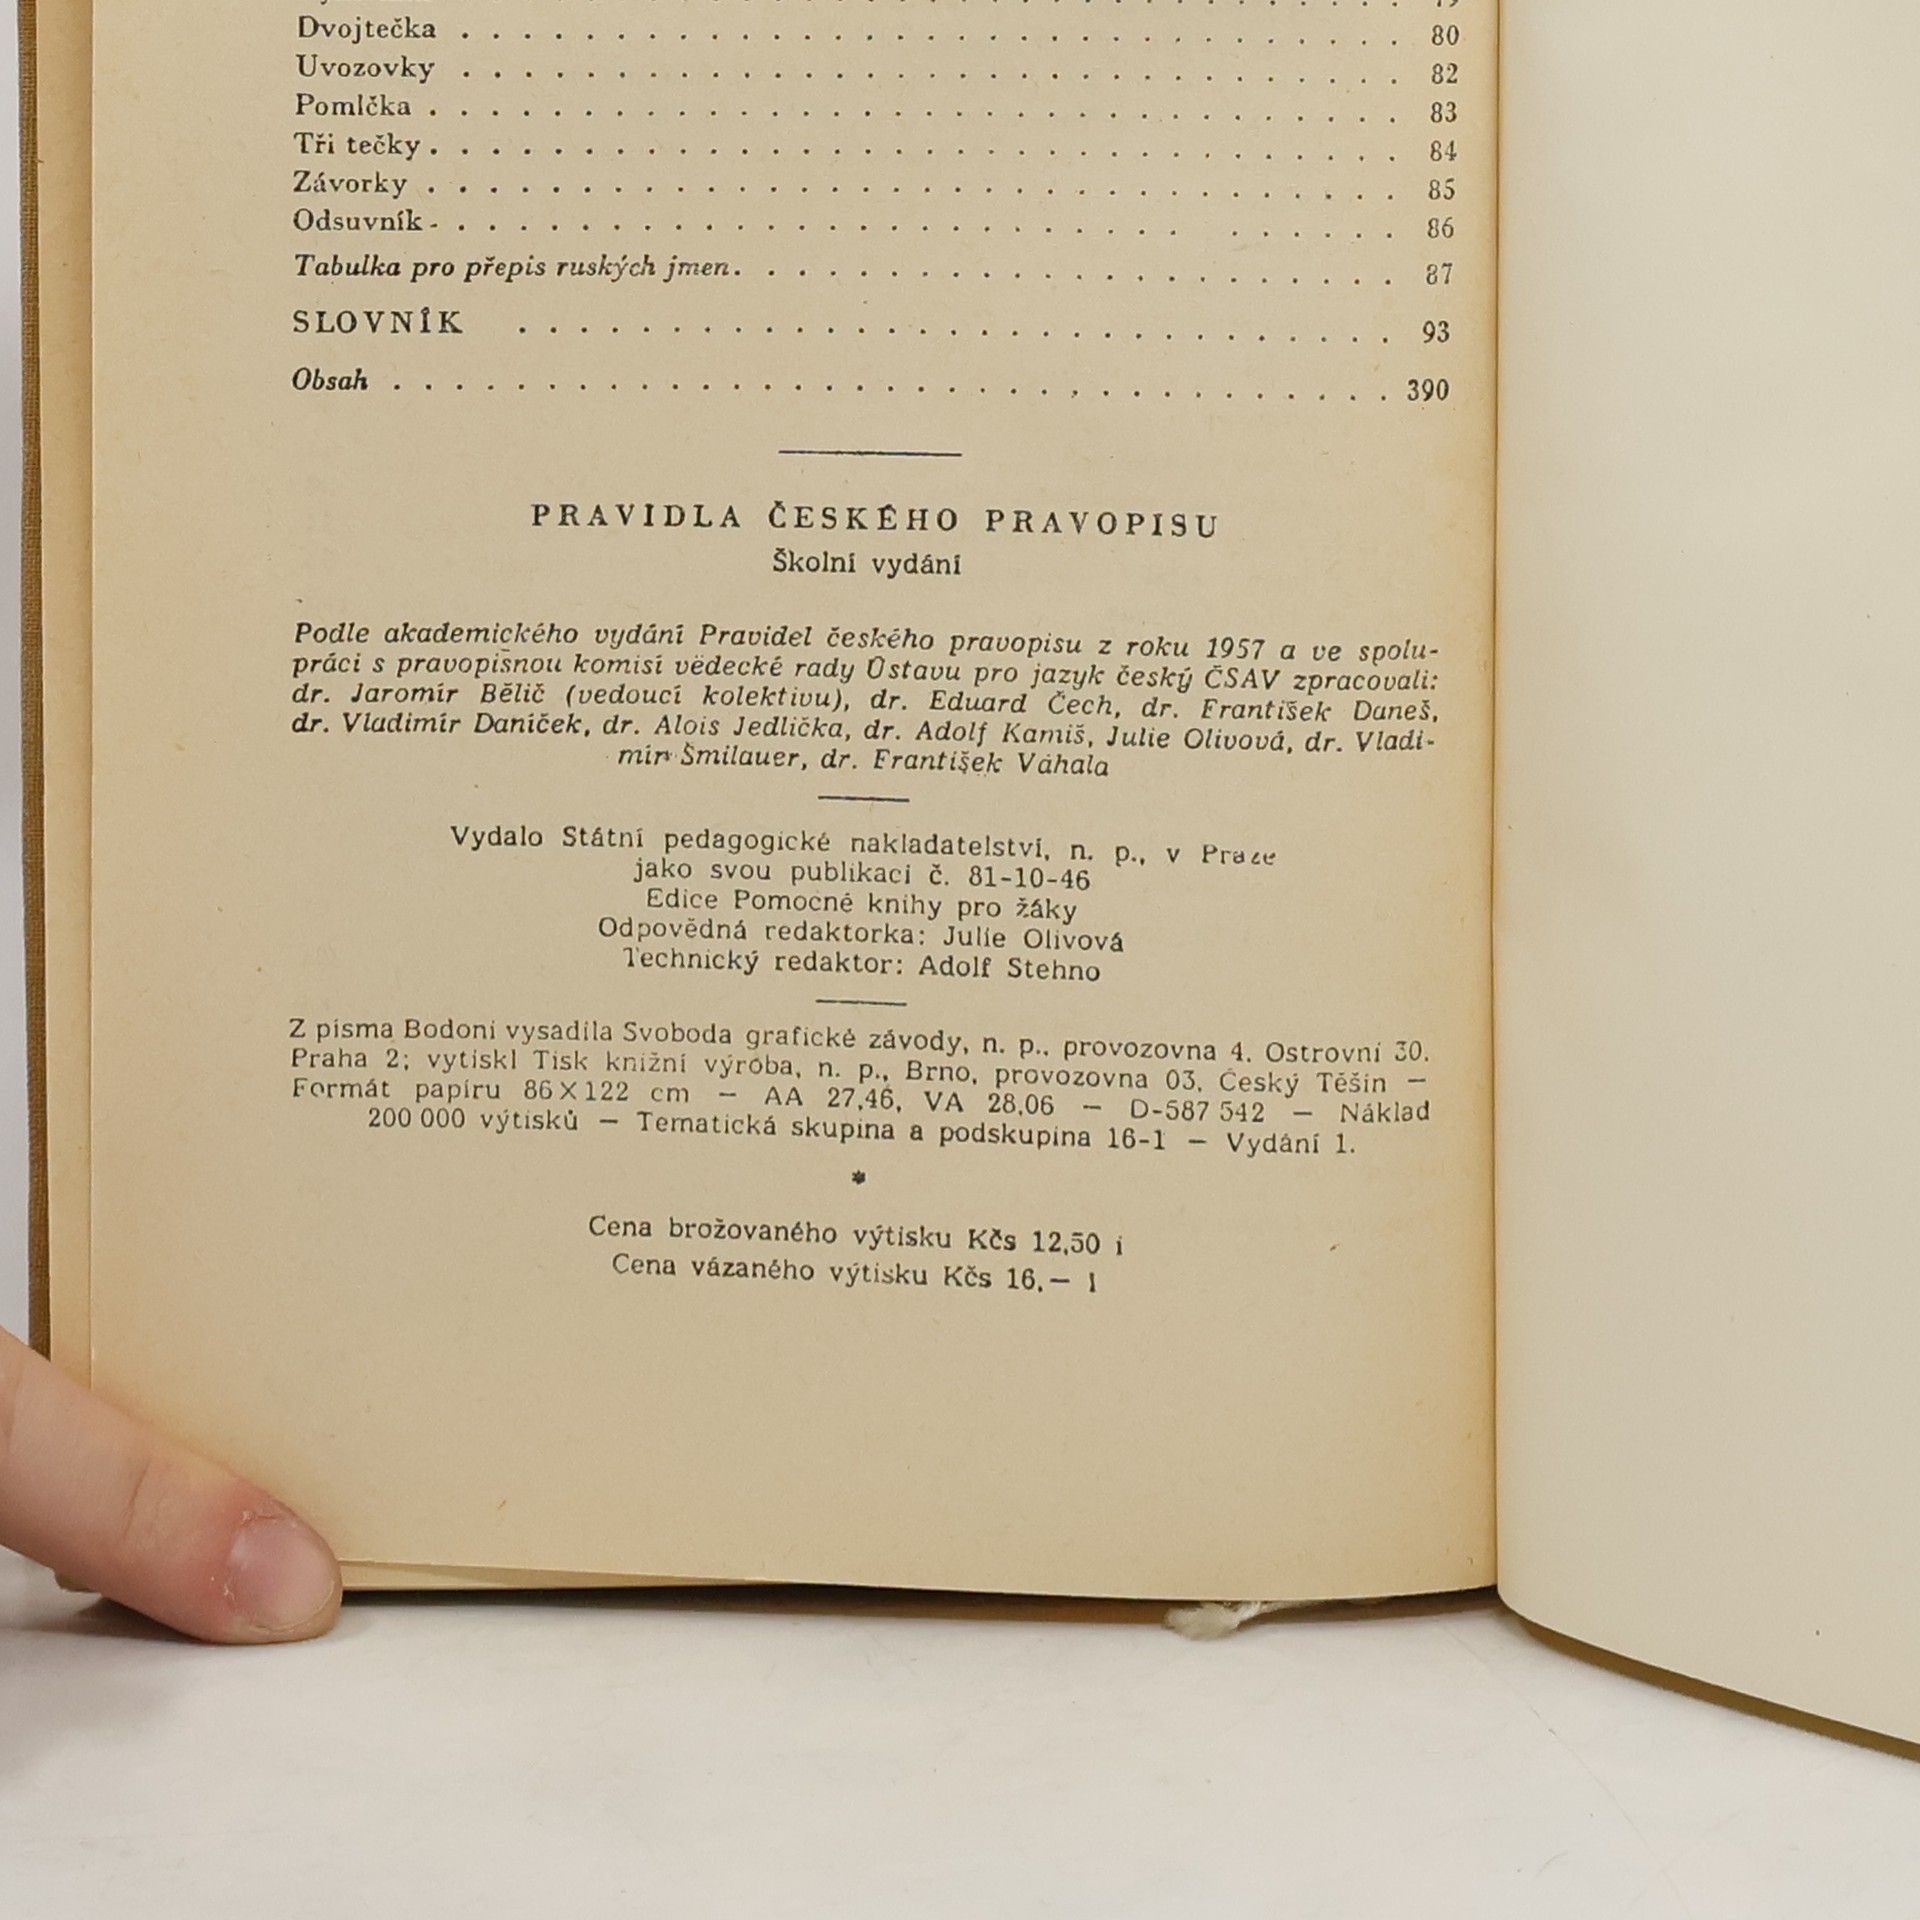 Dvojtečka . . . . . . . . . . . . . . . . . . . . . . . . . . . . . . 80
Uvozovky . . . . . . . . . . . . . . . . . . . . . . . . . . . . . . 82
Pomlčka . . . . . . . . . . . . . . . . . . . . . . . . . . . . . . . 83
Tři tečky . . . . . . . . . . . . . . . . . . . . . . . . . . . . . . . 84
Závorky . . . . . . . . . . . . . . . . . . . . . . . . . . . . . . . 85
Odsuvník . . . . . . . . . . . . . . . . . . . . . . . . . . . . . . 86
Tabulka pro přepis ruských jmen . . . . . . . . . . . . . . . . . . . . . 87
SLOVNÍK . . . . . . . . . . . . . . . . . . . . . . . . . . . . . 93
Obsah . . . . . . . . . . . . . . . . . . . . . . . . . . . . . . . . 390
PRAVIDLA ČESKÉHO PRAVOPISU
Školní vydání
Podle akademického vydání Pravidel českého pravopisu z roku 1957 a ve spolu-
práci s pravopisnou komisí vědecké rady Ústavu pro jazyk český ČSAV zpracovali:
dr. Jaromír Bělič (vedoucí kolektivu), dr. Eduard Čech, dr. František Daneš,
dr. Vladimír Daníček, dr. Alois Jedlička, dr. Adolf Kamiš, Julie Olivová, dr. Vladi-
mír Šmilauer, dr. František Váhala
Vydalo Státní pedagogické nakladatelství, n. p., v Praze
jako svou publikaci č. 81-10-46
Edice Pomocné knihy pro žáky
Odpovědná redaktorka: Julie Olivová
Technický redaktor: Adolf Stehno
Z písma Bodoni vysadila Svoboda grafické závody, n. p., provozovna 4, Ostrovní 30,
Praha 2; vytiskl Tisk knižní výroba, n. p., Brno, provozovna 03, Český Těšín —
Formát papíru 86×122 cm — AA 27,46, VA 28,06 — D-587 542 — Náklad
200 000 výtisků — Tematická skupina a podskupina 16-1 — Vydání 1.
*
Cena brožovaného výtisku Kčs 12,50 I
Cena vázaného výtisku Kčs 16,— I